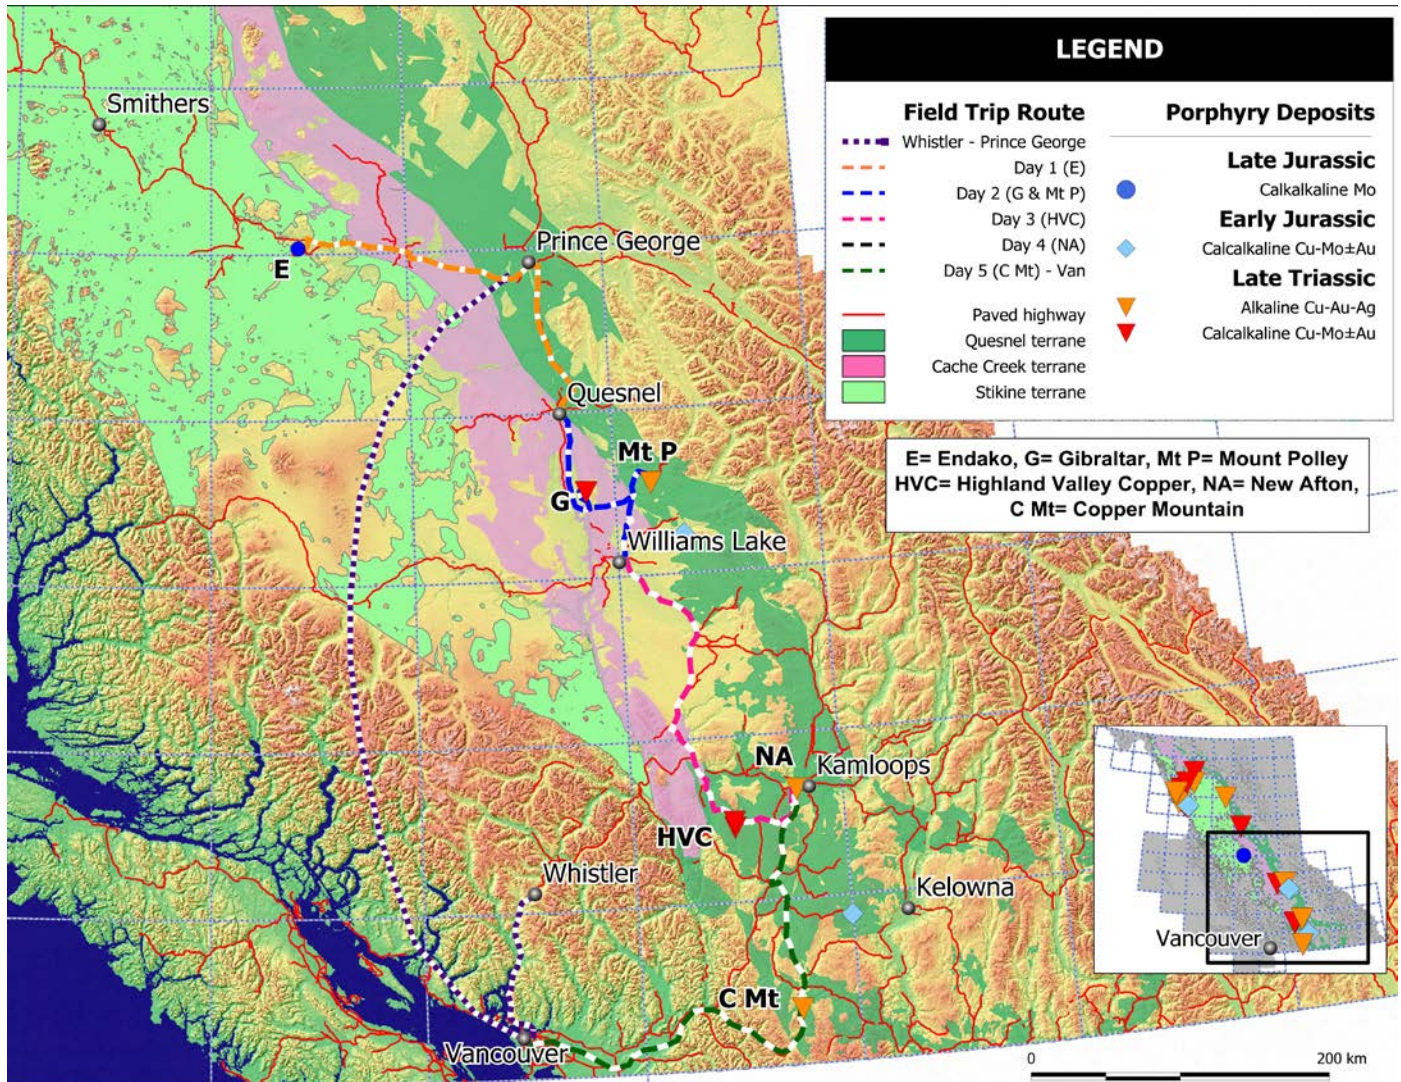 LEGEND
Field Trip Route
Whistler - Prince George
Day 1 (E)
Day 2 (G & Mt P)
Day 3 (HVC)
Day 4 (NA)
Day 5 (C Mt) - Van
Paved highway
Quesnel terrane
Cache Creek terrane
Stikine terrane
Porphyry Deposits
Late Jurassic
Calkalkaline Mo
Early Jurassic
Calcalkaline Cu-Mo±Au
Late Triassic
Alkaline Cu-Au-Ag
Calcalkaline Cu-Mo±Au
E= Endako, G= Gibraltar, Mt P= Mount Polley
HVC= Highland Valley Copper, NA= New Afton,
C Mt= Copper Mountain
Smithers
Prince George
E
Quesnel
Mt P
G
Williams Lake
NA
Kamloops
HVC
Whistler
Kelowna
C Mt
Vancouver
Vancouver
0 200 km